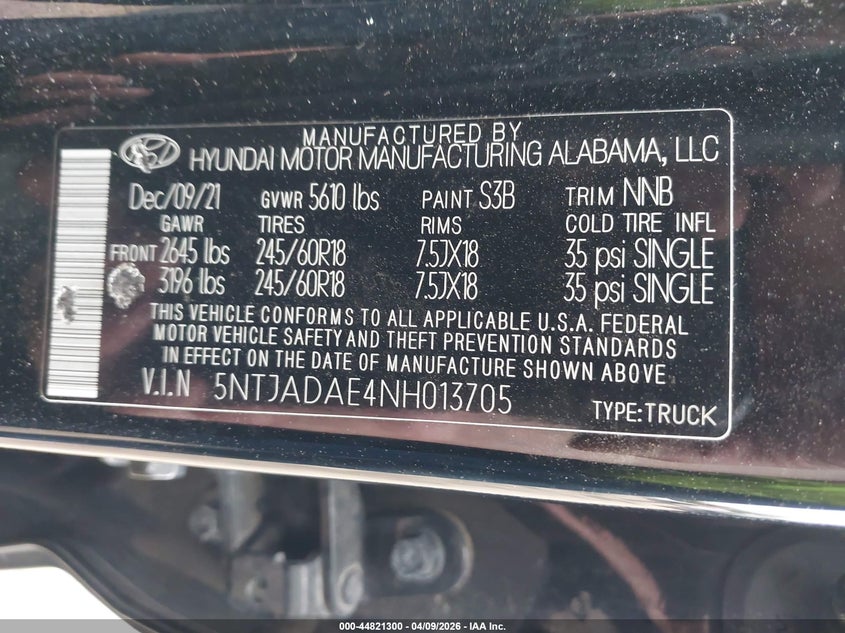 MANUFACTURED BY
HYUNDAI MOTOR MANUFACTURING ALABAMA, LLC
Dec/09/21 GVWR 5610 lbs PAINT S3B TRIM NNB
GAWR TIRES RIMS COLD TIRE INFL
FRONT 2645 lbs 245/60R18 7.5JX18 35 psi SINGLE
3196 lbs 245/60R18 7.5JX18 35 psi SINGLE
THIS VEHICLE CONFORMS TO ALL APPLICABLE U.S.A. FEDERAL
MOTOR VEHICLE SAFETY AND THEFT PREVENTION STANDARDS
IN EFFECT ON THE DATE OF MANUFACTURE SHOWN ABOVE
V.I.N 5NTJADAE4NH013705 TYPE:TRUCK
000-44821300 - 04/09/2026 - IAA Inc.